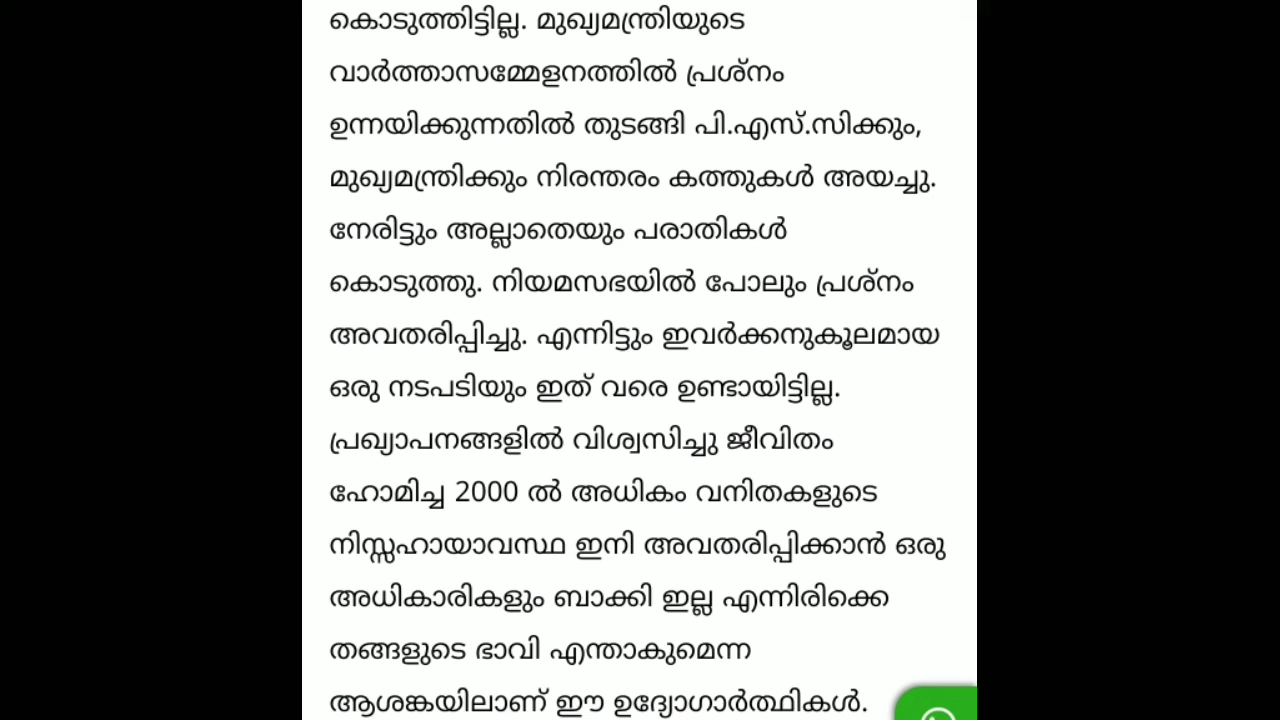 കൊടുത്തിട്ടില്ല. മുഖ്യമന്ത്രിയുടെ
വാർത്താസമ്മേളനത്തിൽ പ്രശ്നം
ഉന്നയിക്കുന്നതിൽ തുടങ്ങി പി.എസ്.സിക്കും,
മുഖ്യമന്ത്രിക്കും നിരന്തരം കത്തുകൾ അയച്ചു.
നേരിട്ടും അല്ലാതെയും പരാതികൾ
കൊടുത്തു. നിയമസഭയിൽ പോലും പ്രശ്നം
അവതരിപ്പിച്ചു. എന്നിട്ടും ഇവർക്കനുകൂലമായ
ഒരു നടപടിയും ഇത് വരെ ഉണ്ടായിട്ടില്ല.
പ്രഖ്യാപനങ്ങളിൽ വിശ്വസിച്ചു ജീവിതം
ഹോമിച്ച 2000 ൽ അധികം വനിതകളുടെ
നിസ്സഹായാവസ്ഥ ഇനി അവതരിപ്പിക്കാൻ ഒരു
അധികാരികളും ബാക്കി ഇല്ല എന്നിരിക്കെ
തങ്ങളുടെ ഭാവി എന്താകുമെന്ന
ആശങ്കയിലാണ് ഈ ഉദ്യോഗാർത്ഥികൾ.